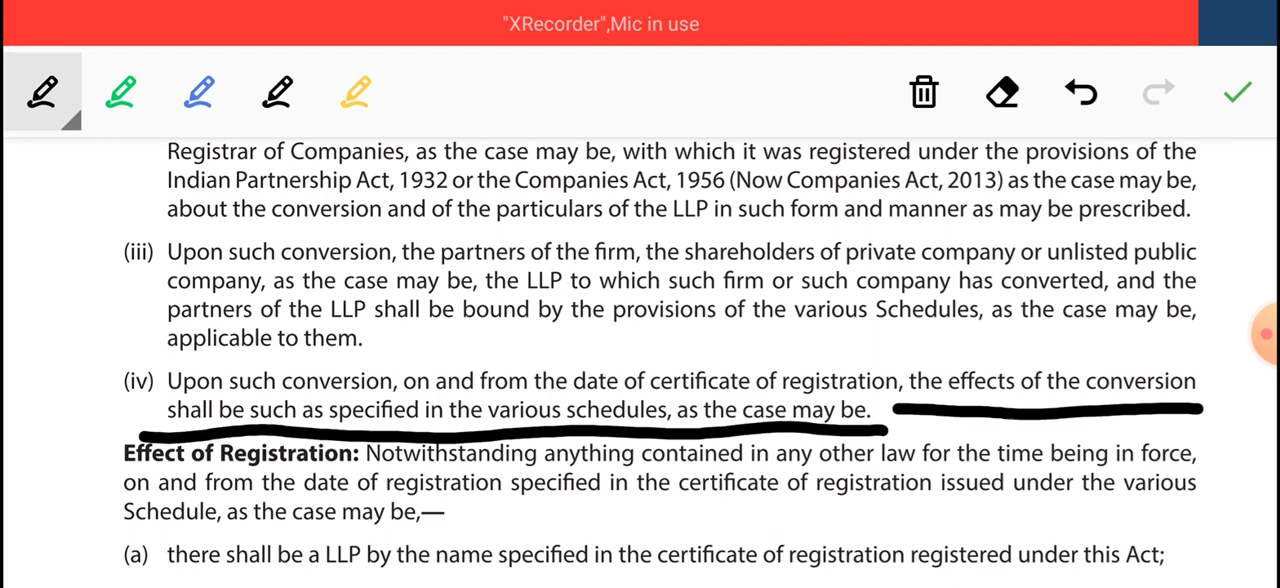 "XRecorder",Mic in use
Registrar of Companies, as the case may be, with which it was registered under the provisions of the
Indian Partnership Act, 1932 or the Companies Act, 1956 (Now Companies Act, 2013) as the case may be,
about the conversion and of the particulars of the LLP in such form and manner as may be prescribed.
(iii) Upon such conversion, the partners of the firm, the shareholders of private company or unlisted public
company, as the case may be, the LLP to which such firm or such company has converted, and the
partners of the LLP shall be bound by the provisions of the various Schedules, as the case may be,
applicable to them.
(iv) Upon such conversion, on and from the date of certificate of registration, the effects of the conversion
shall be such as specified in the various schedules, as the case may be.
Effect of Registration: Notwithstanding anything contained in any other law for the time being in force,
on and from the date of registration specified in the certificate of registration issued under the various
Schedule, as the case may be,—
(a) there shall be a LLP by the name specified in the certificate of registration registered under this Act;